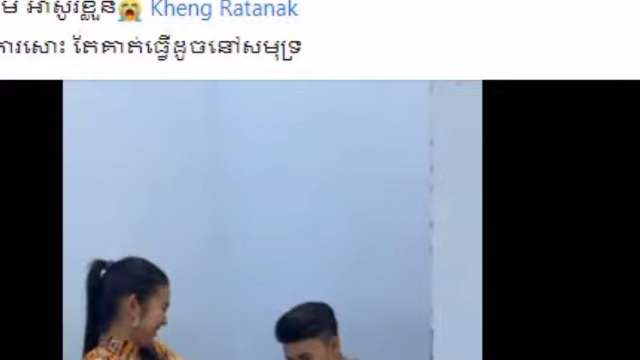 អាសូរខ្លួន😭 Kheng Ratanak
ការសោះ តែគាត់ធ្វើដូចនៅសមុទ្រ